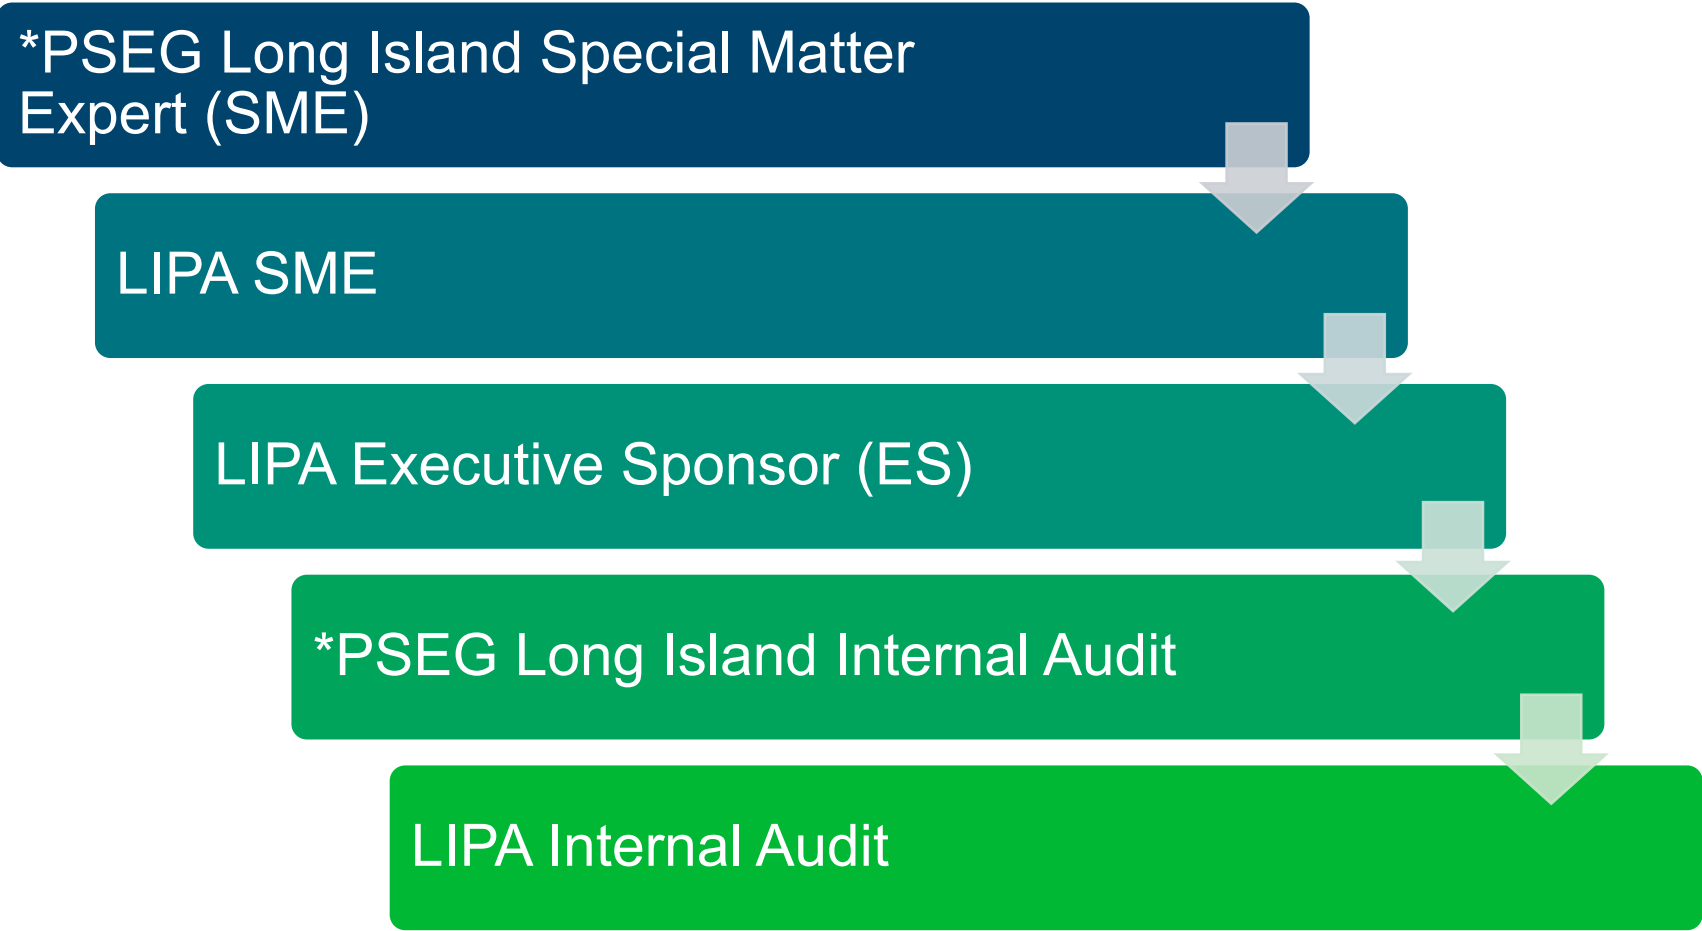 *PSEG Long Island Special Matter
Expert (SME)
LIPA SME
LIPA Executive Sponsor (ES)
*PSEG Long Island Internal Audit
LIPA Internal Audit